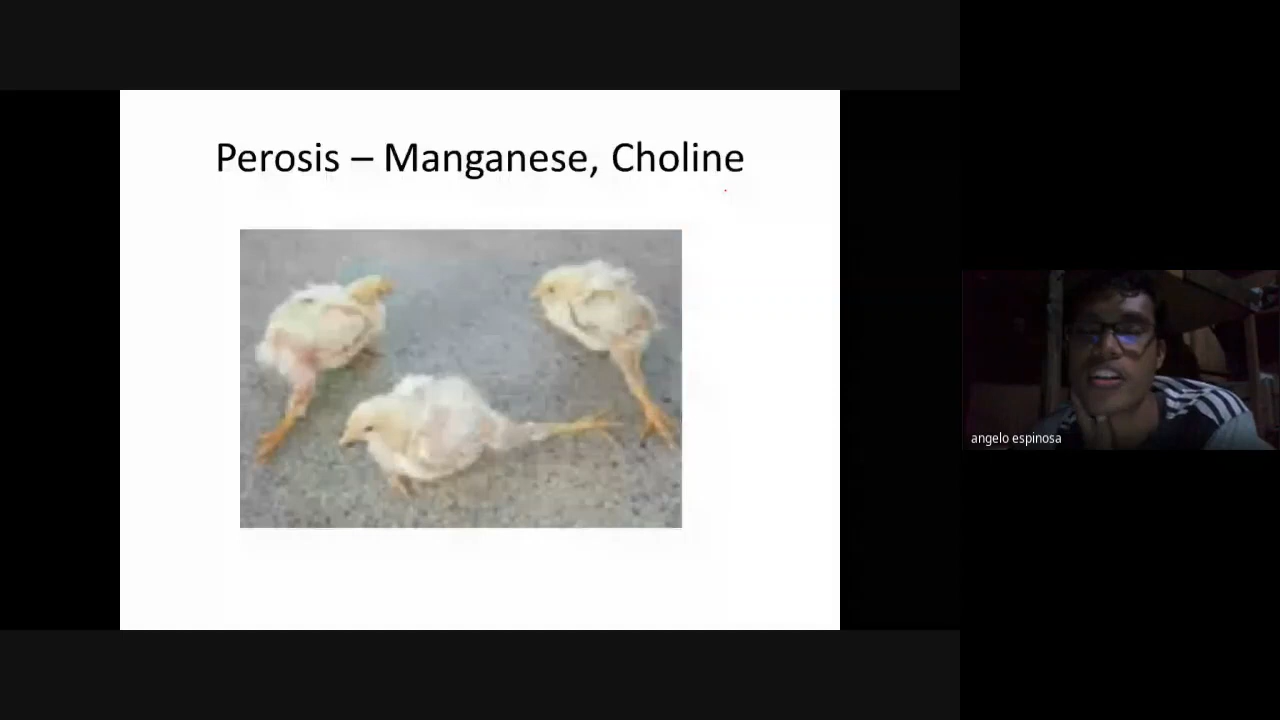 Perosis – Manganese, Choline
angelo espinosa